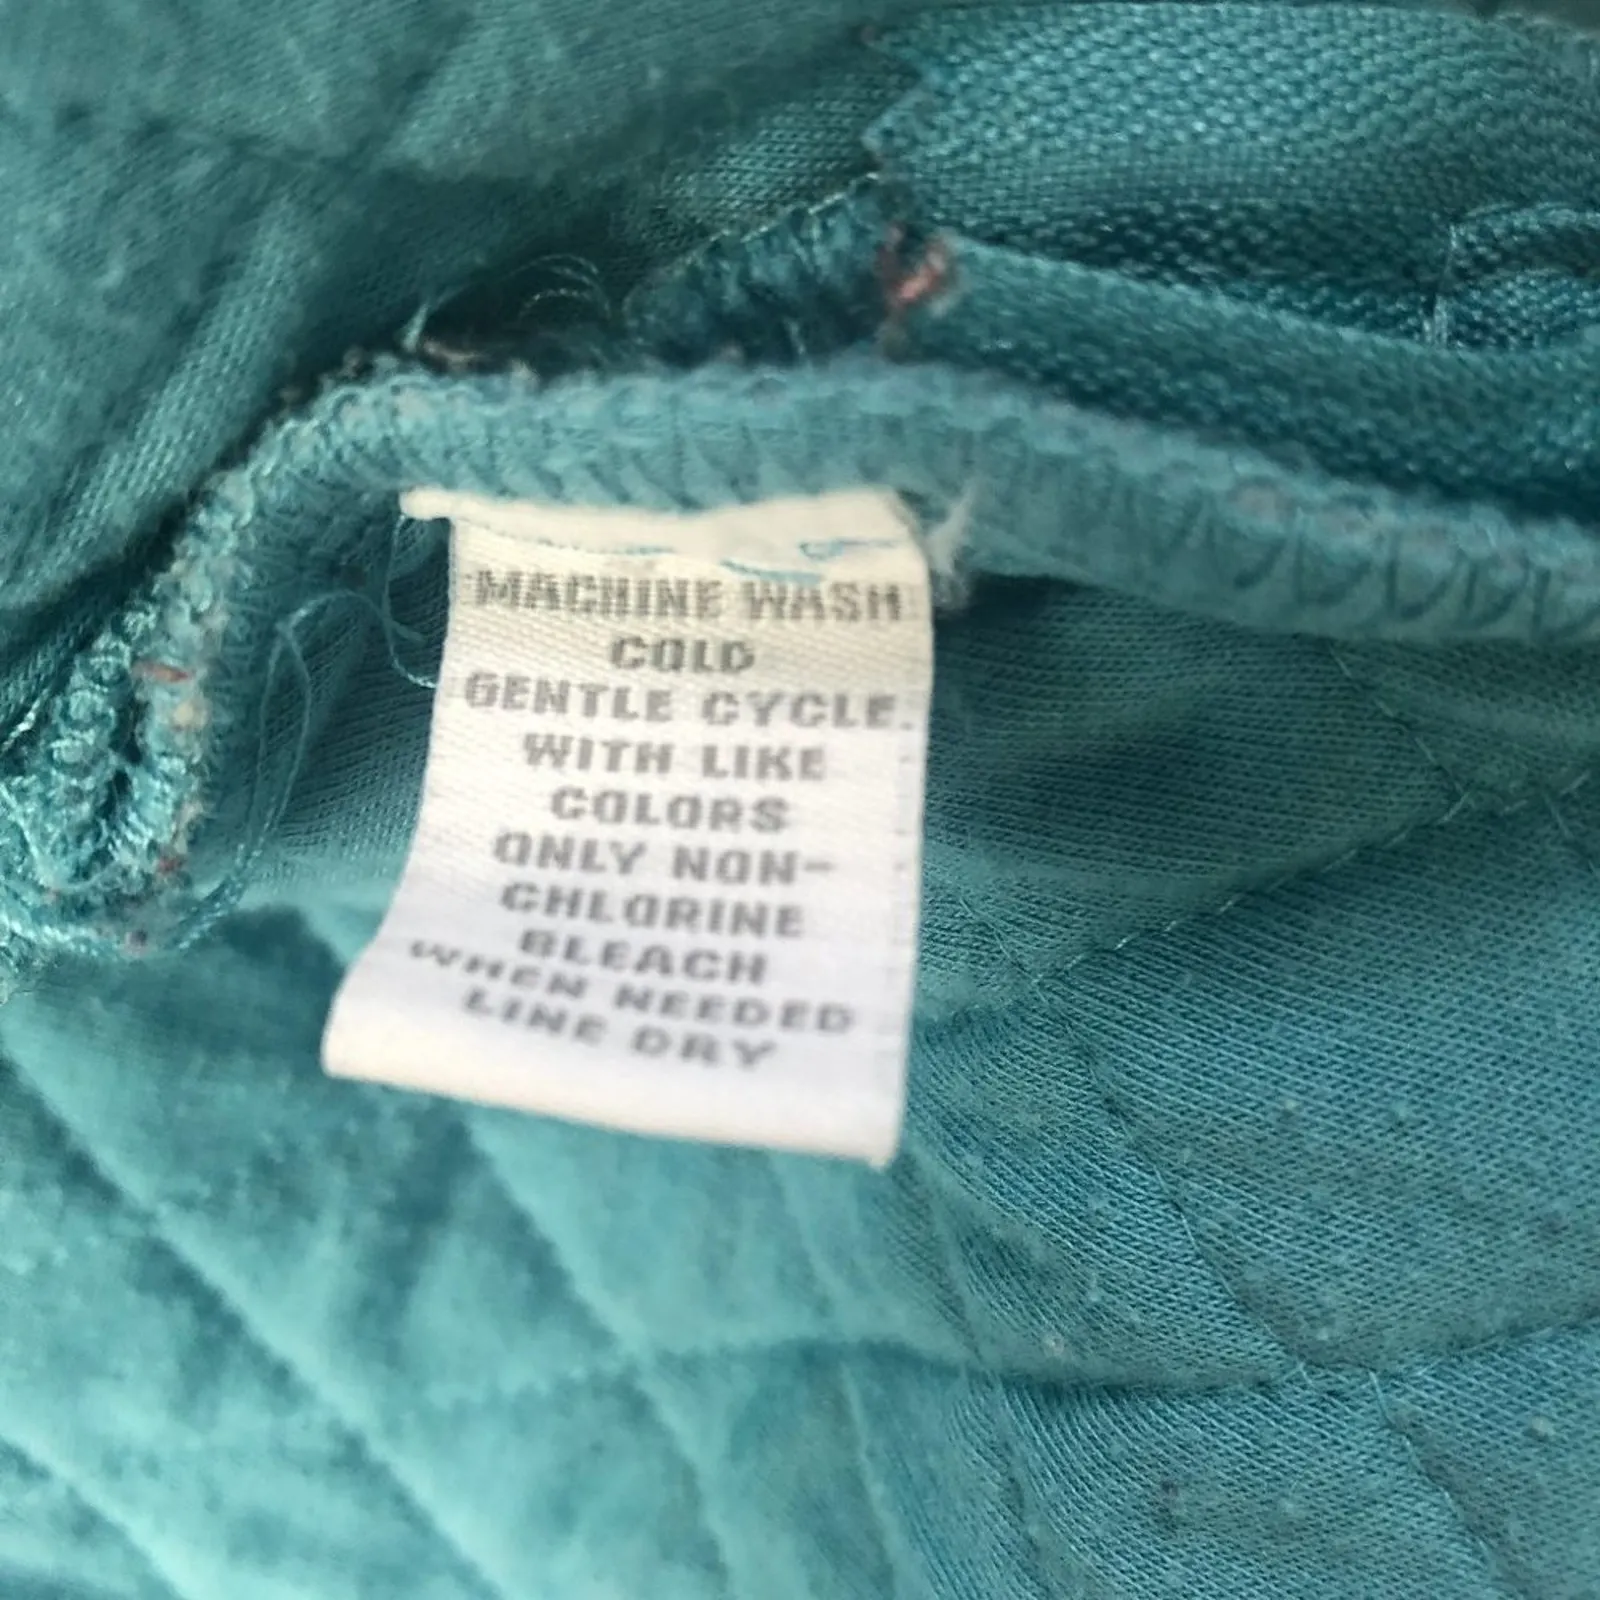 MACHINE WASH
COLD
GENTLE CYCLE
WITH LIKE
COLORS
ONLY NON-
CHLORINE
BLEACH
WHEN NEEDED
LINE DRY